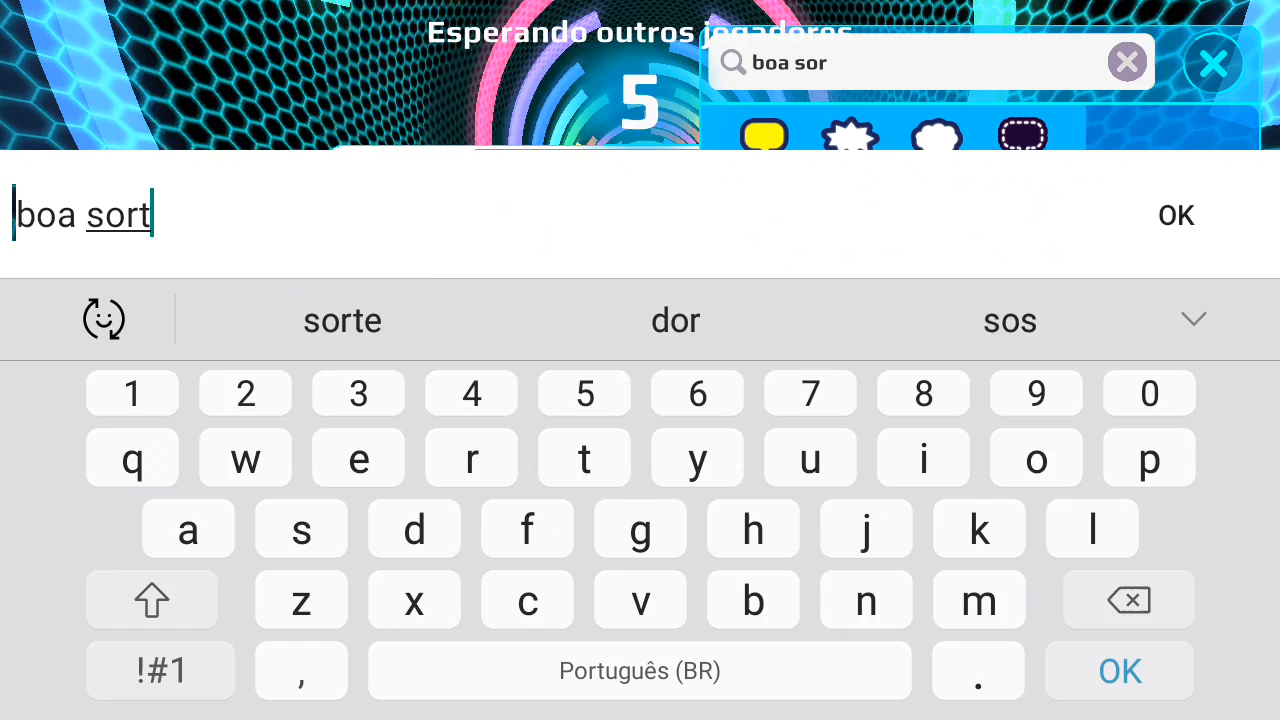 Esperando outros jogadores
5
boa sor
boa sort
OK
sorte dor sos
1 2 3 4 5 6 7 8 9 0
q w e r t y u i o p
a s d f g h j k l
z x c v b n m
!#1 , Português (BR) . OK